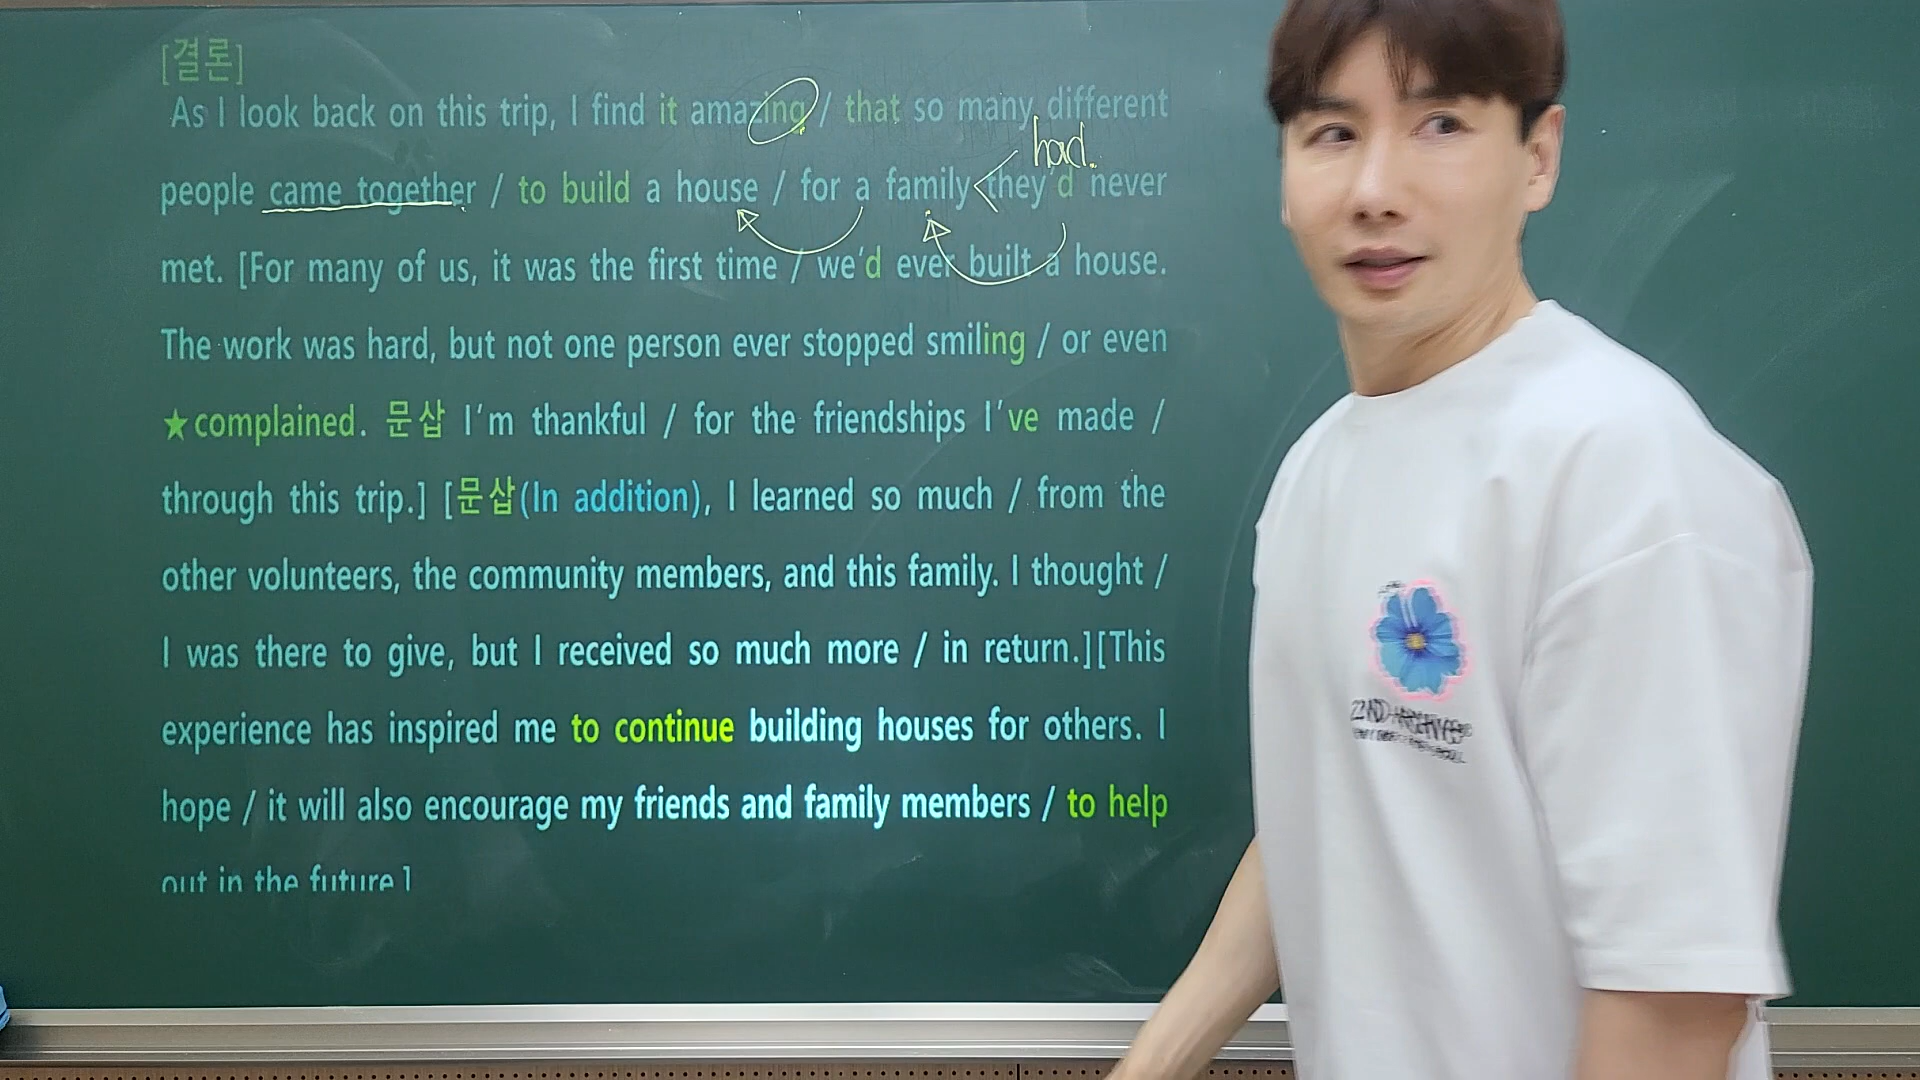 [결론]
As I look back on this trip, I find it amazing / that so many different
had.
people came together / to build a house / for a family they'd never
met. [For many of us, it was the first time / we'd ever built a house.
The work was hard, but not one person ever stopped smiling / or even
★complained. 문삽 I'm thankful / for the friendships I've made /
through this trip.] [문삽(In addition), I learned so much / from the
other volunteers, the community members, and this family. I thought /
I was there to give, but I received so much more / in return.][This
experience has inspired me to continue building houses for others. I
hope / it will also encourage my friends and family members / to help
out in the future]